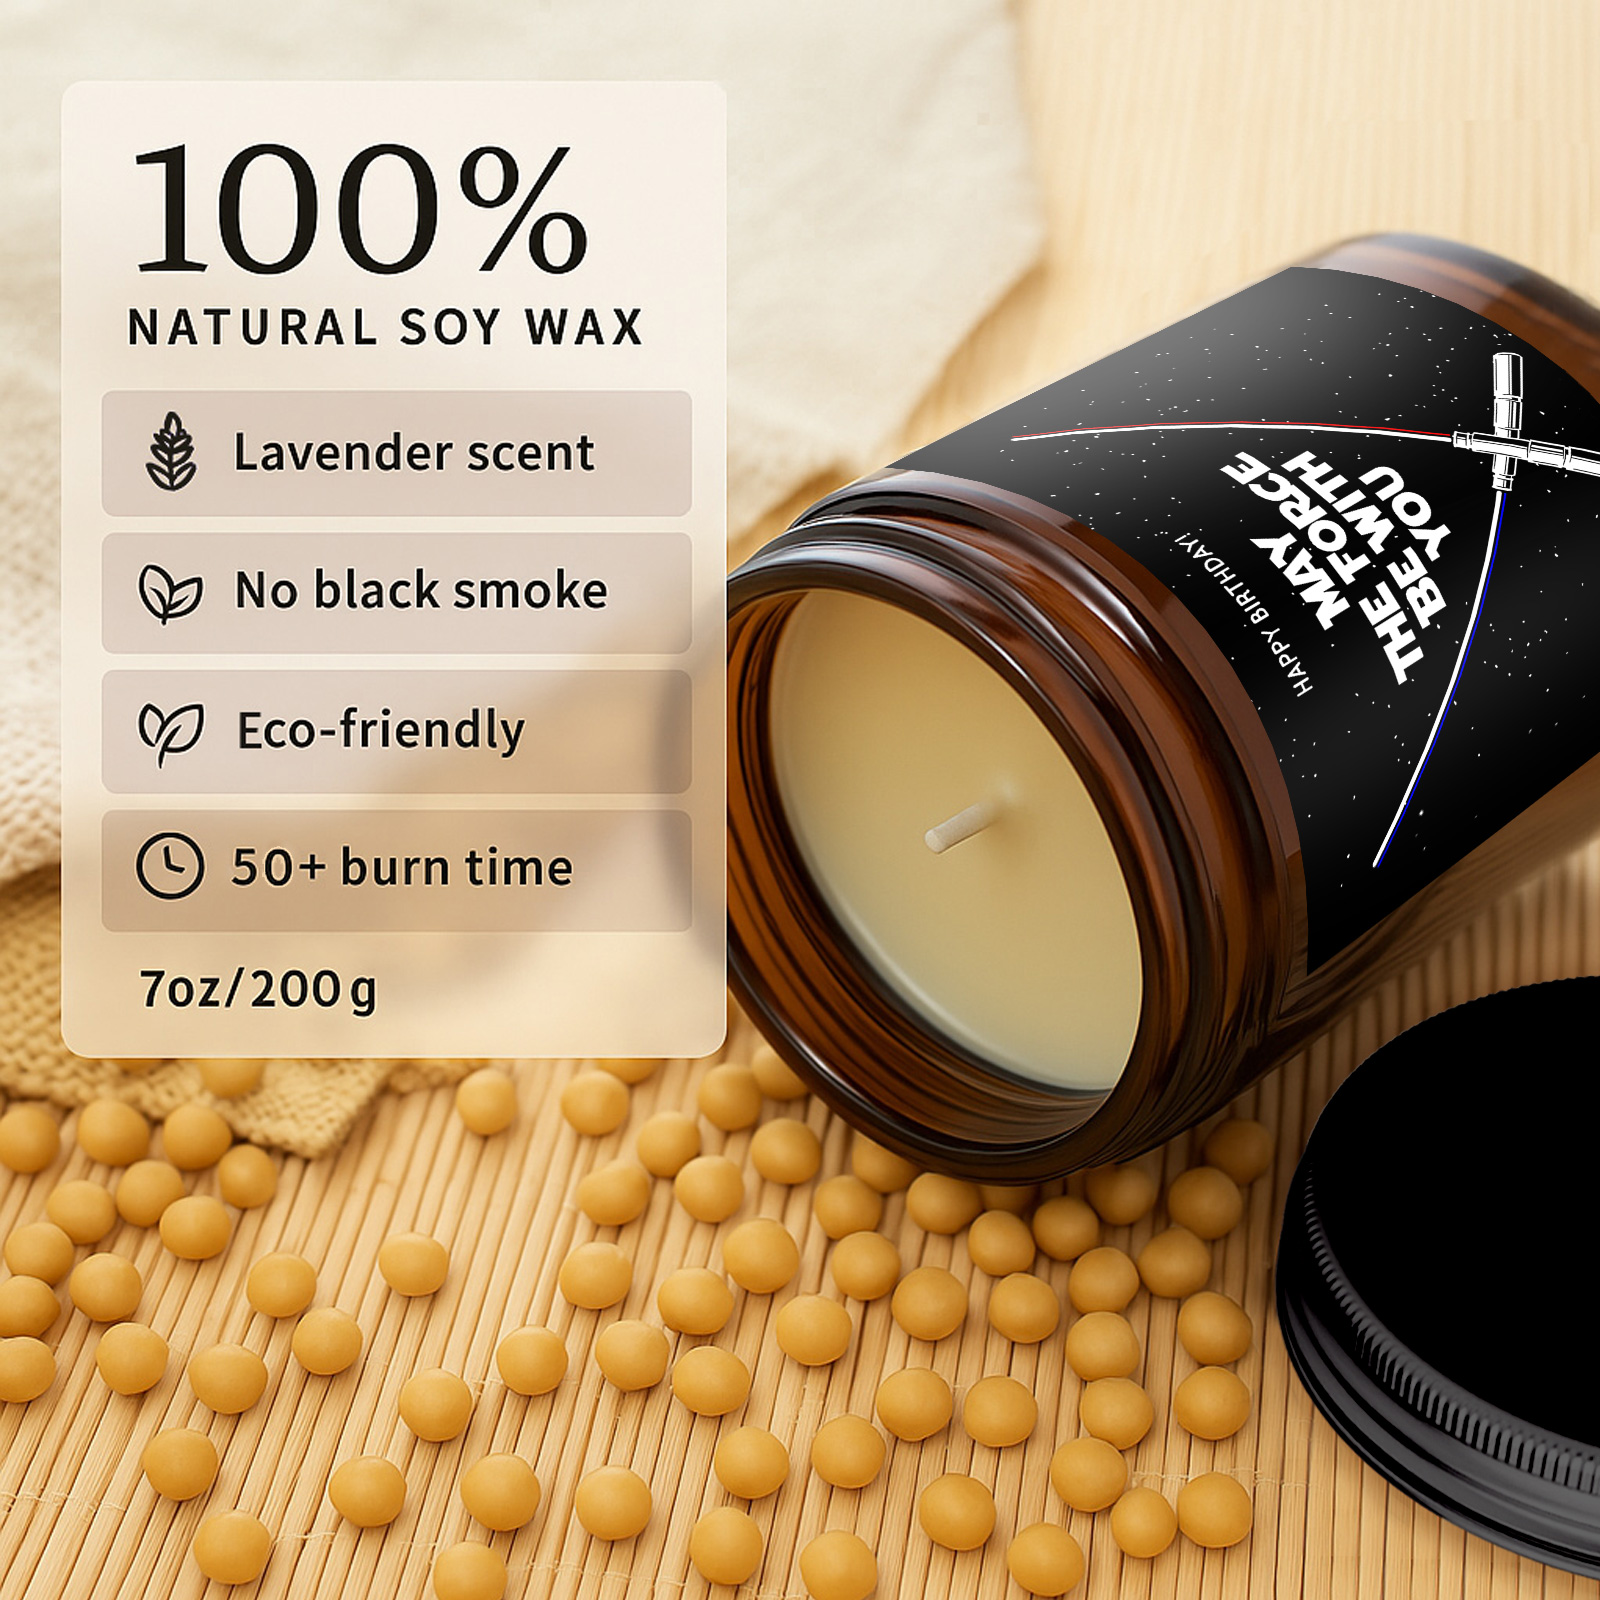 100%
NATURAL SOY WAX
Lavender scent
No black smoke
Eco-friendly
50+ burn time
7oz/200g
MAY
THE FORCE
BE WITH
YOU
HAPPY BIRTHDAY!